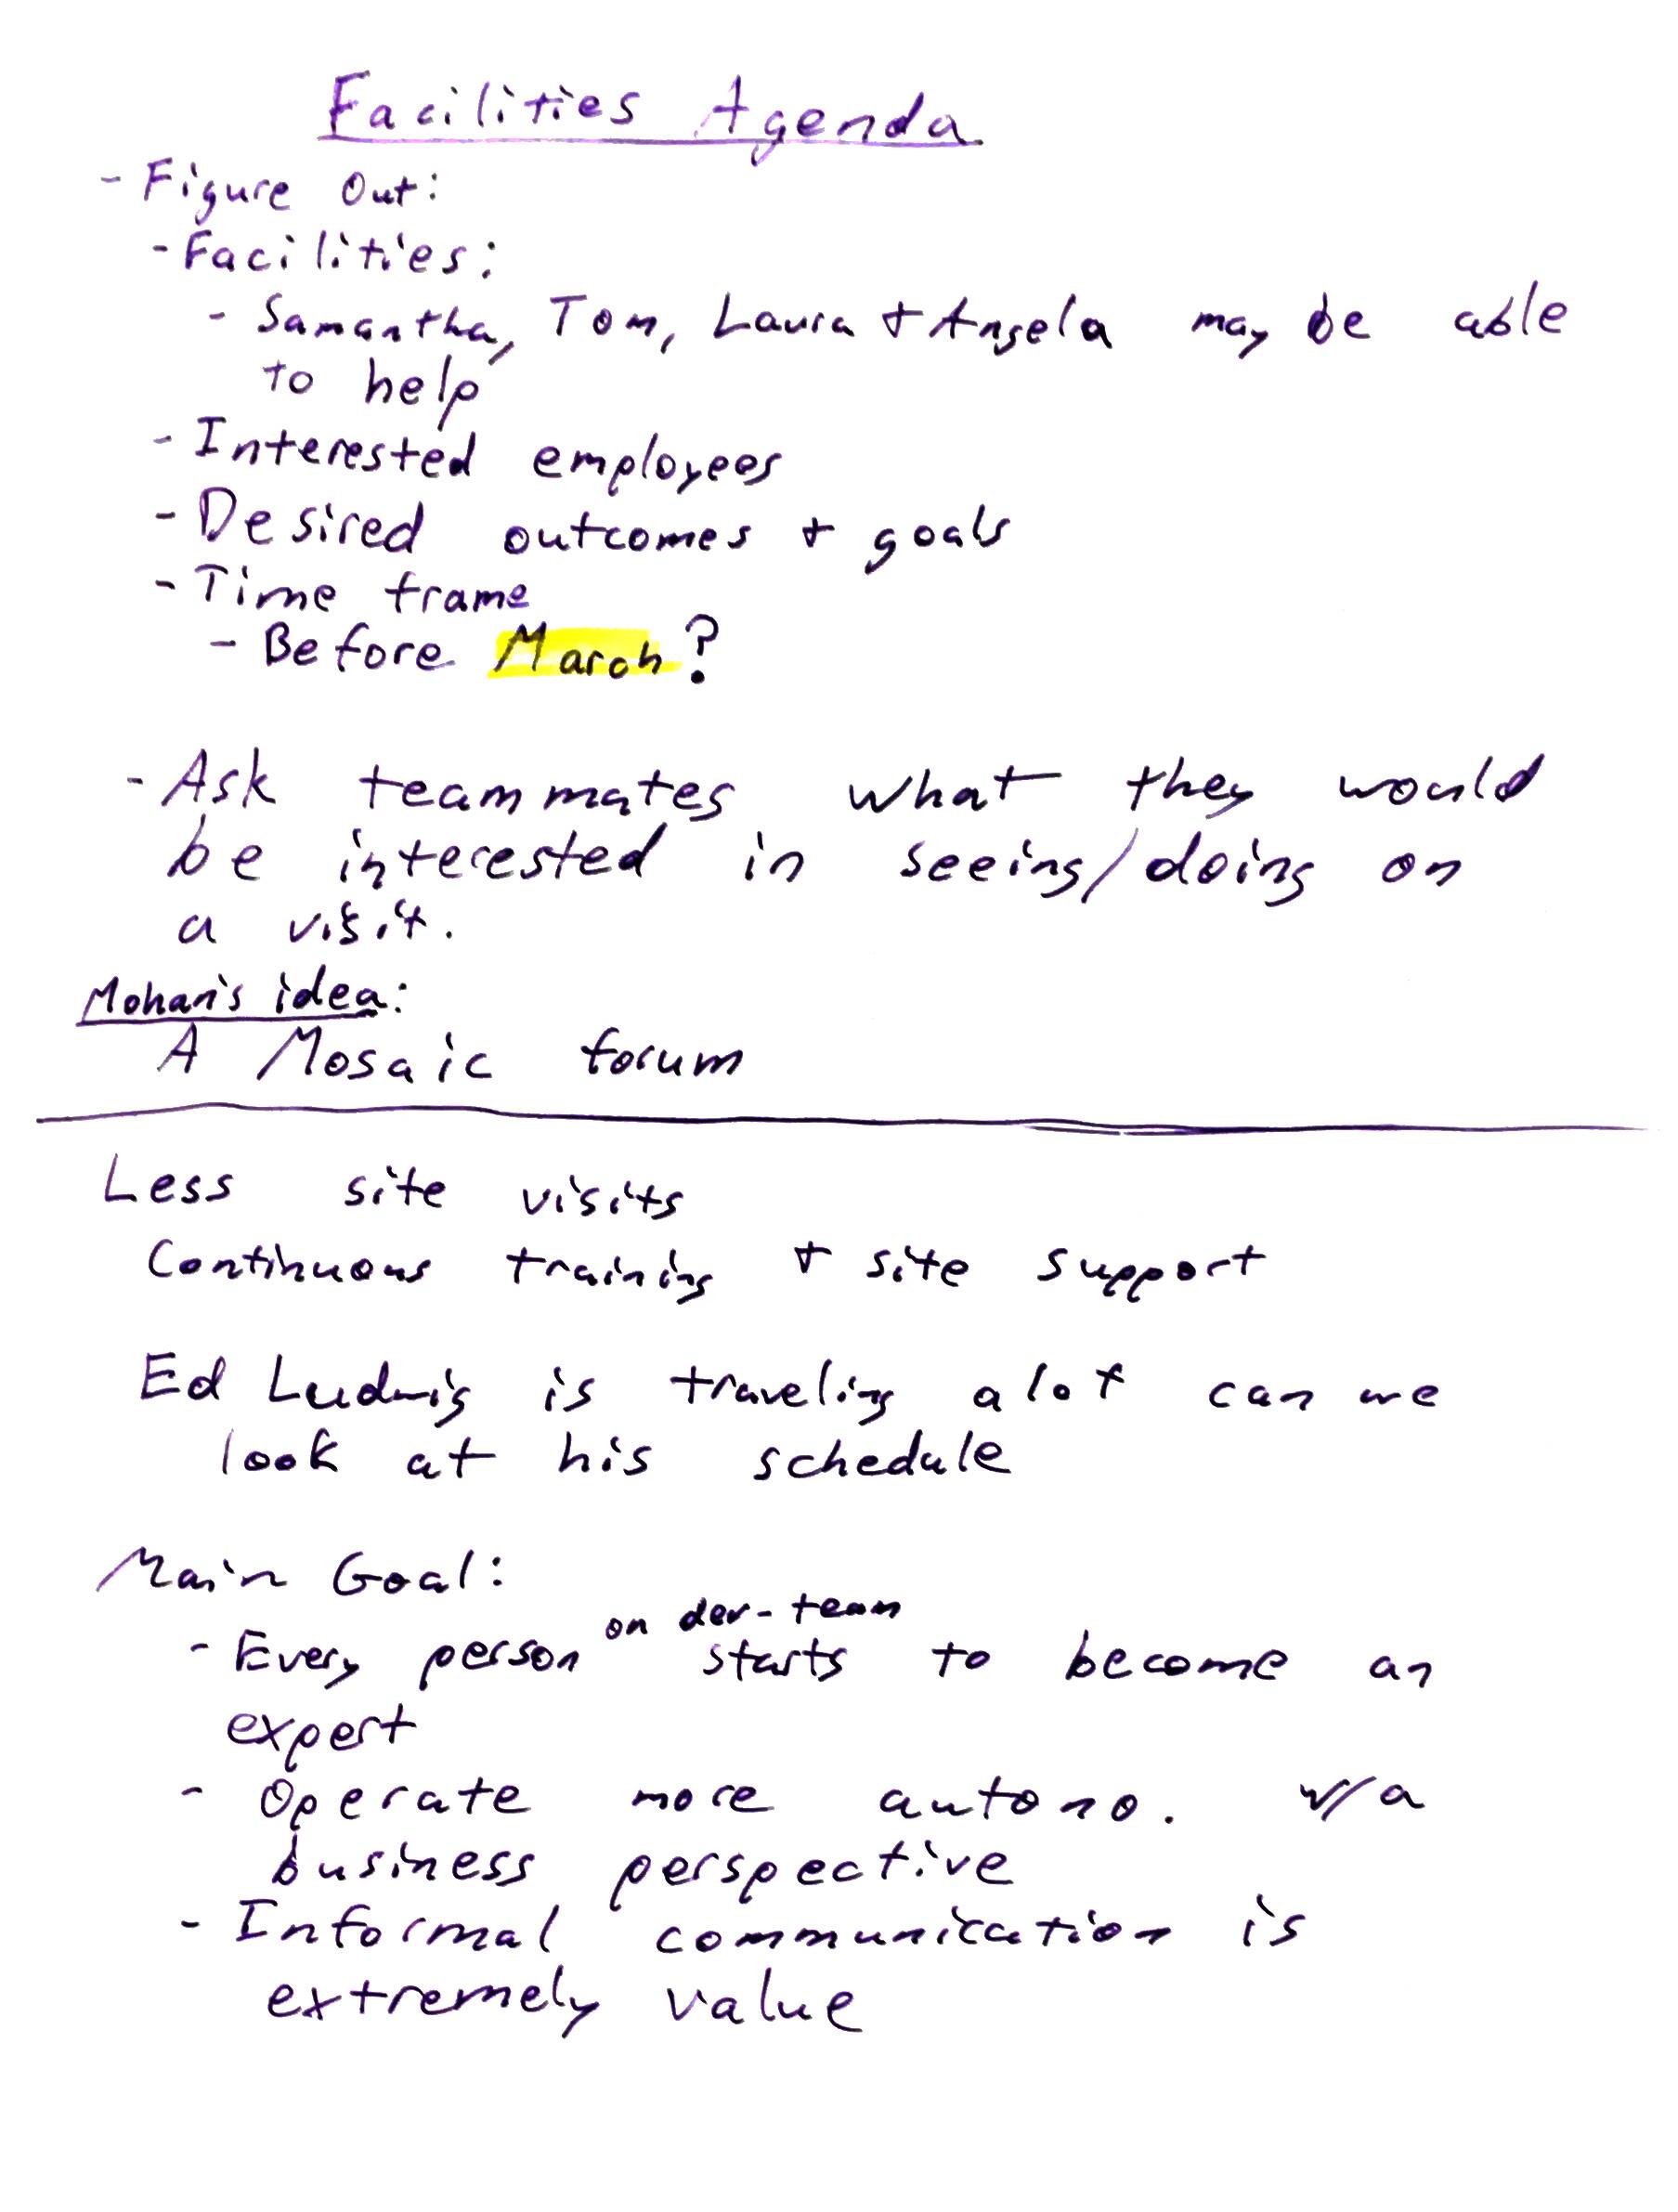 Facilities Agenda
- Figure Out:
- Facilities:
- Samantha, Tom, Laura + Angela may be able
to help
- Interested employees
- Desired outcomes + goals
- Time frame
- Before March?
- Ask teammates what they would
be interested in seeing/doing on
a visit.
Mohan's idea:
A Mosaic forum
Less site visits
Continuous training + site support
Ed Ludwig is traveling alot can we
look at his schedule
Main Goal:
on dev-team
- Every person starts to become an
expert
- Operate more autono. w/a
business perspective
- Informal communication is
extremely value